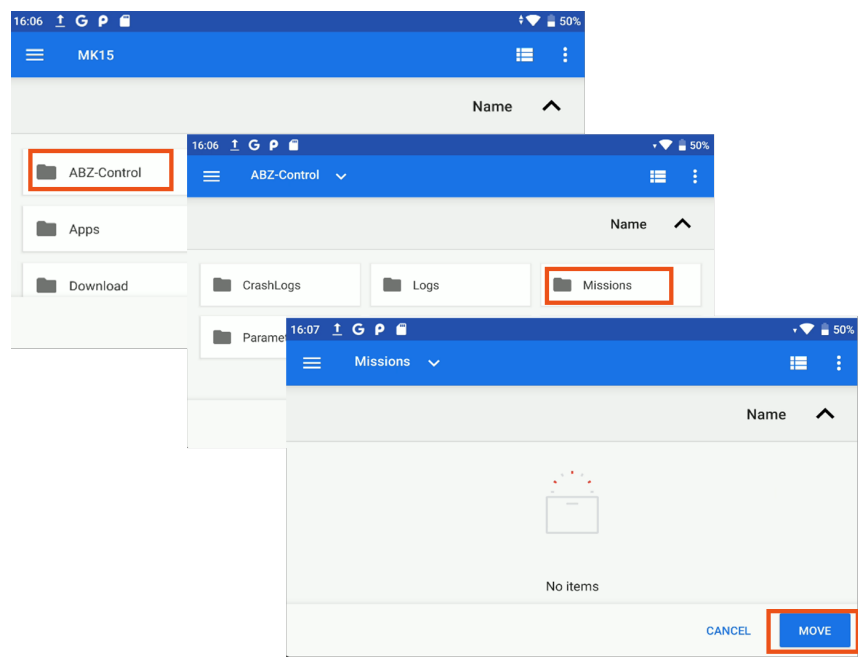 16:06 G P 50%
MK15
Name
ABZ-Control
Apps
Download
16:06 G P 50%
ABZ-Control
Name
CrashLogs
Logs
Missions
Parame
16:07 G P 50%
Missions
Name
No items
CANCEL
MOVE